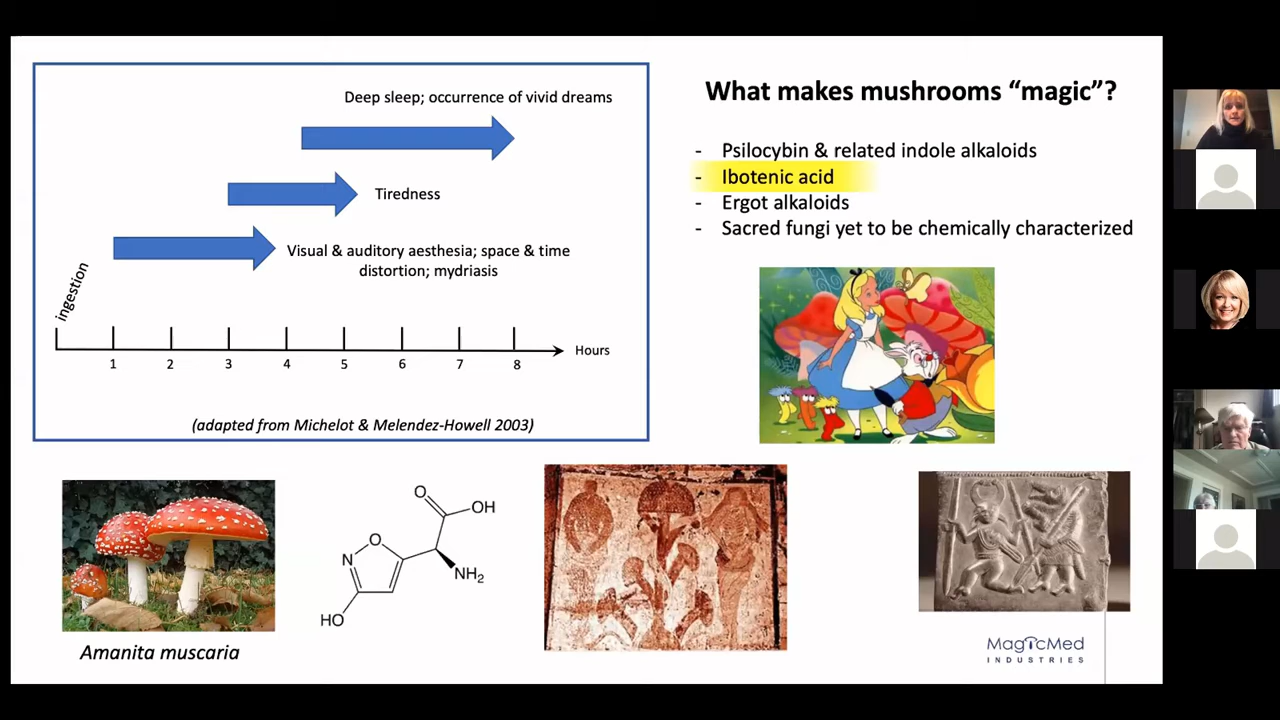 Deep sleep; occurrence of vivid dreams
Tiredness
Visual & auditory aesthesia; space & time
distortion; mydriasis
ingestion
1 2 3 4 5 6 7 8 Hours
(adapted from Michelot & Melendez-Howell 2003)
What makes mushrooms “magic”?
- Psilocybin & related indole alkaloids
- Ibotenic acid
- Ergot alkaloids
- Sacred fungi yet to be chemically characterized
Amanita muscaria
O
OH
O
N
NH2
HO
MagicMed
INDUSTRIES